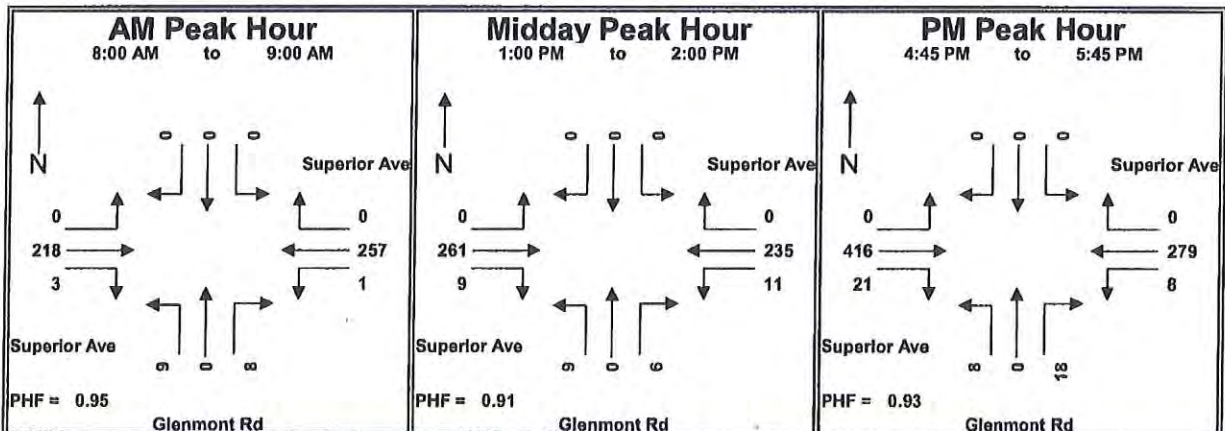 AM Peak Hour
8:00 AM to 9:00 AM
N
0 0 0
Superior Ave
0 0
218 257
3 1
Superior Ave
0 8
PHF = 0.95
Glenmont Rd
Midday Peak Hour
1:00 PM to 2:00 PM
N
0 0 0
Superior Ave
0 0
261 235
9 11
Superior Ave
0
PHF = 0.91
Glenmont Rd
PM Peak Hour
4:45 PM to 5:45 PM
N
0 0 0
Superior Ave
0 0
416 279
21 8
Superior Ave
8 0 18
PHF = 0.93
Glenmont Rd